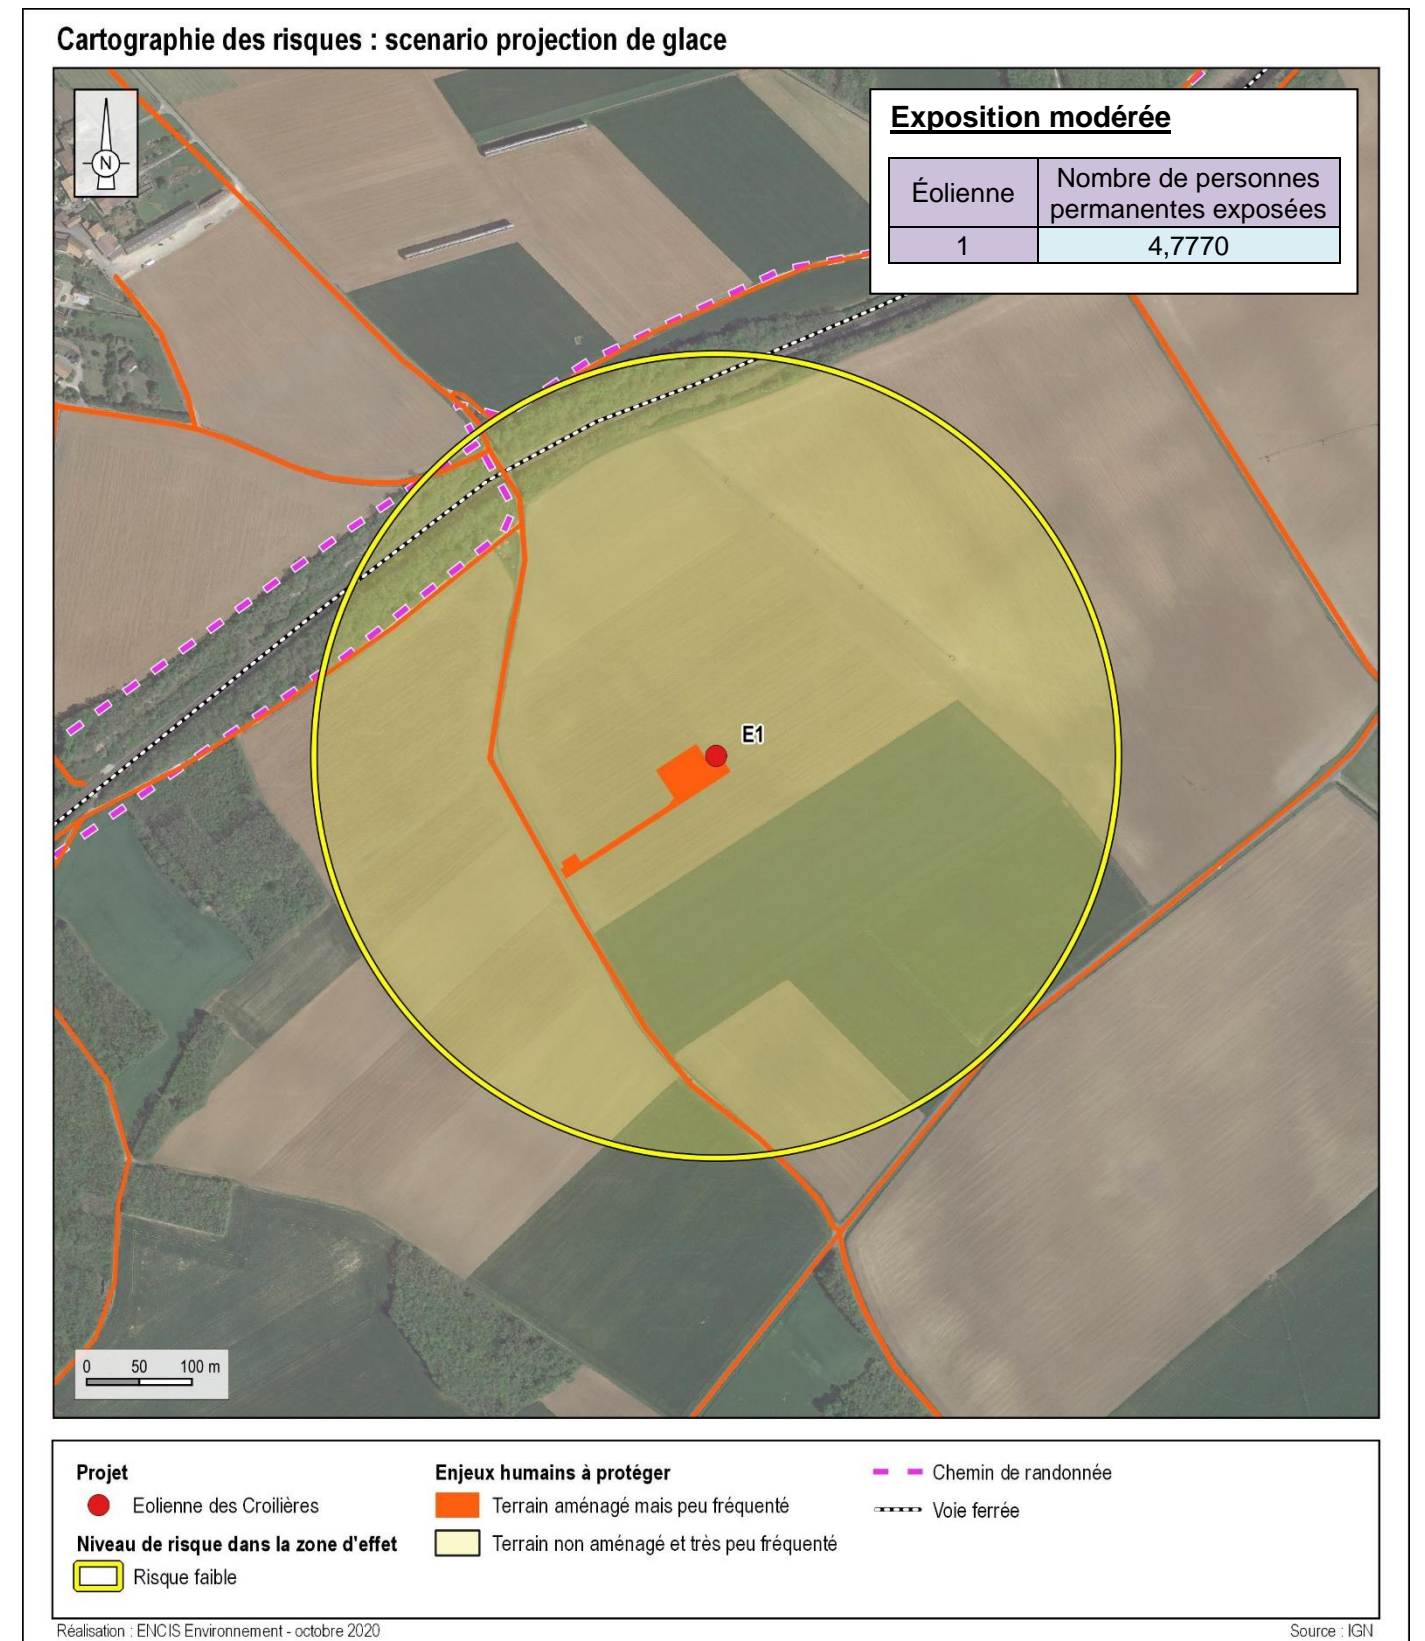 Cartographie des risques : scenario projection de glace
N
Exposition modérée
Éolienne
Nombre de personnes
permanentes exposées
1
4,7770
E1
0 50 100 m
Projet
Eolienne des Croilières
Niveau de risque dans la zone d'effet
Risque faible
Enjeux humains à protéger
Terrain aménagé mais peu fréquenté
Terrain non aménagé et très peu fréquenté
Chemin de randonnée
Voie ferrée
Réalisation : ENCIS Environnement - octobre 2020
Source : IGN